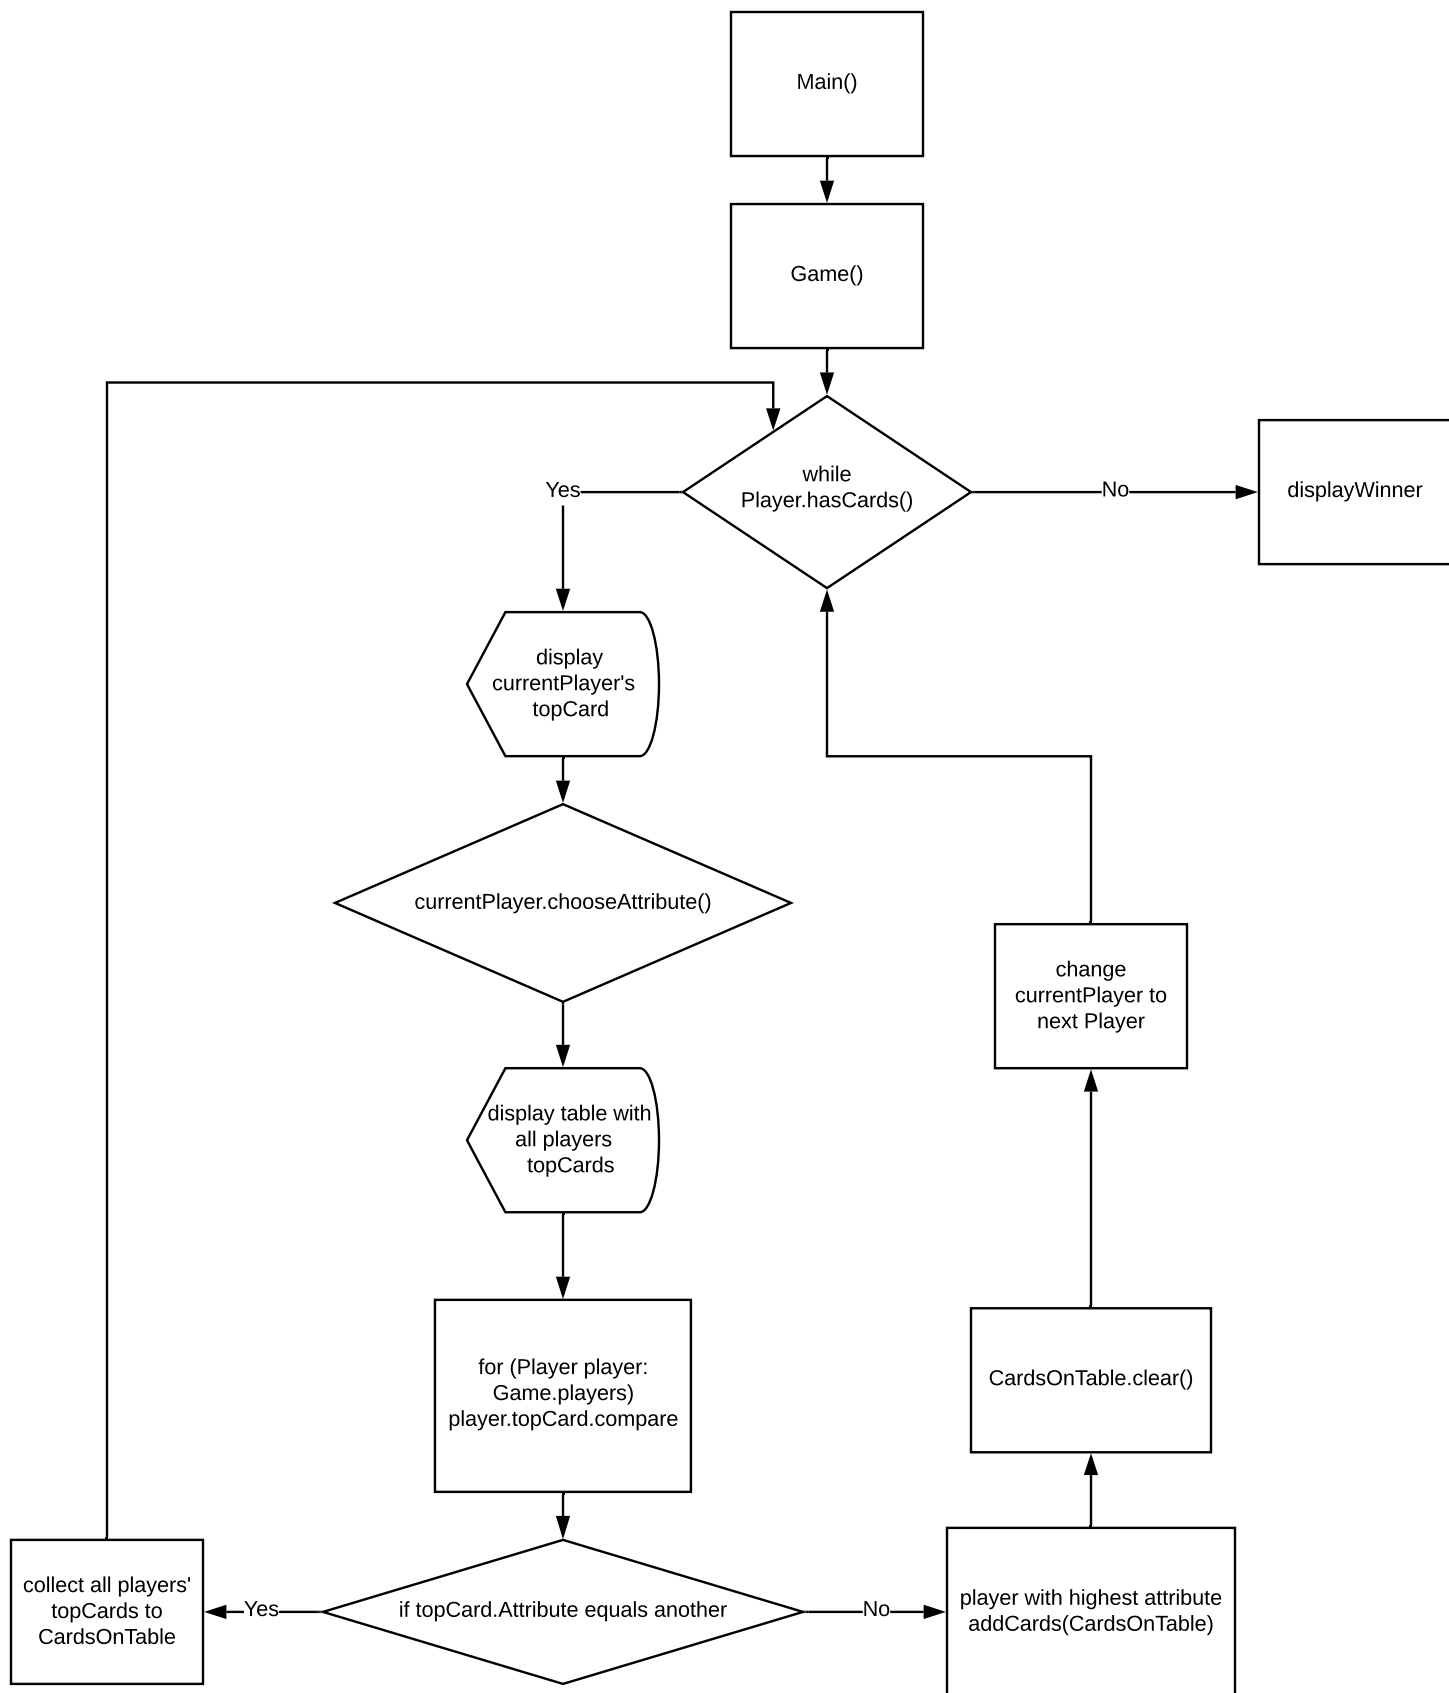 Main()
Game()
while
Player.hasCards()
Yes
No
displayWinner
display
currentPlayer's
topCard
currentPlayer.chooseAttribute()
change
currentPlayer to
next Player
display table with
all players
topCards
for (Player player:
Game.players)
player.topCard.compare
CardsOnTable.clear()
collect all players'
topCards to
CardsOnTable
Yes
if topCard.Attribute equals another
No
player with highest attribute
addCards(CardsOnTable)